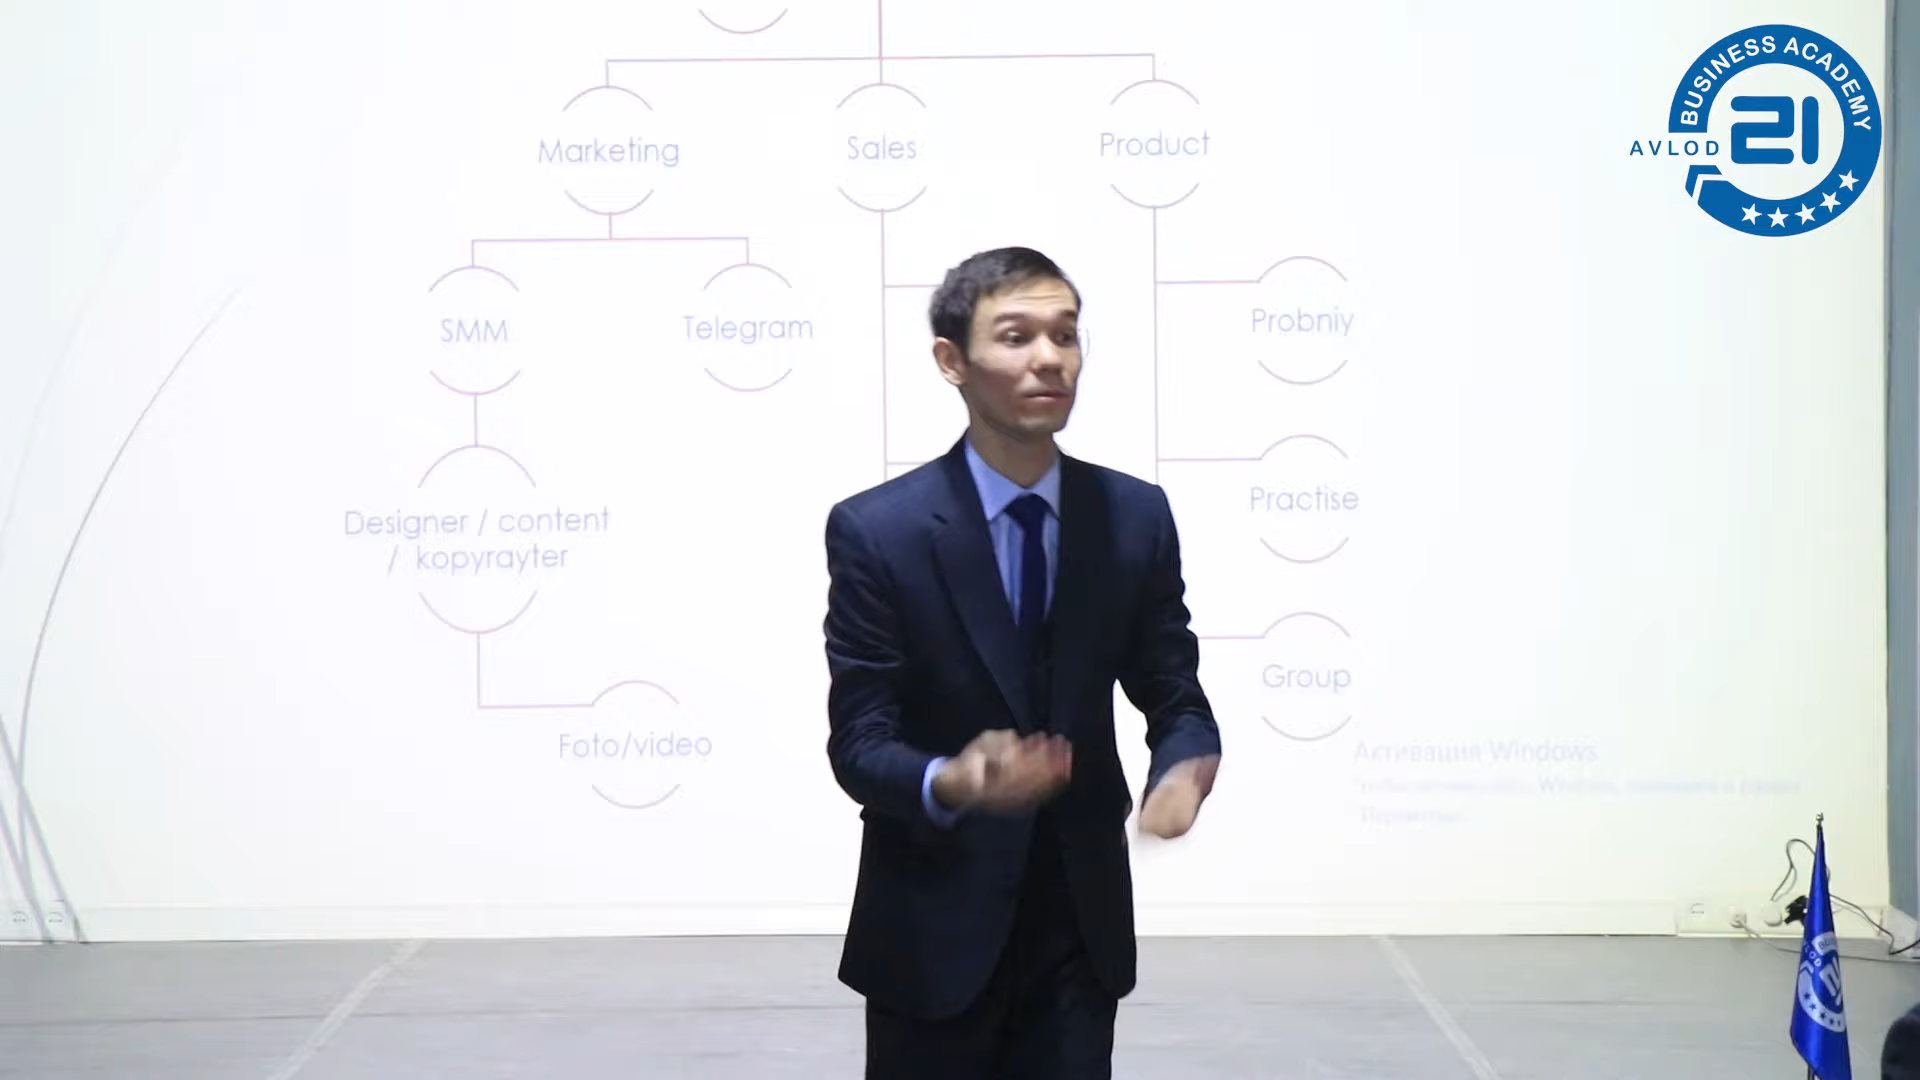 BUSINESS ACADEMY
AVLOD 21
Marketing
Sales
Product
SMM
Telegram
Probniy
Designer / content
/ kopyrayter
Practise
Group
Foto/video
Активация Windows